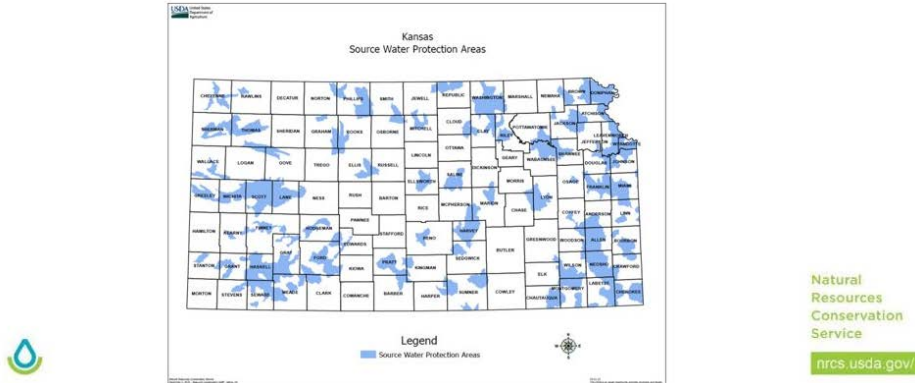 USDA United States
Department of
Agriculture
Kansas
Source Water Protection Areas
CHEYENNE RAWLINS DECATUR NORTON PHILLIPS SMITH JEWELL REPUBLIC WASHINGTON MARSHALL NEMAHA BROWN DONIPHAN
ATCHISON
CLOUD CLAY RILEY POTTAWATOMIE JACKSON
SHERMAN THOMAS SHERIDAN GRAHAM ROOKS OSBORNE MITCHELL
LEAVENWORTH
JEFFERSON WYANDOTTE
OTTAWA
LINCOLN
GEARY WABAUNSEE SHAWNEE DOUGLAS JOHNSON
WALLACE LOGAN GOVE TREGO ELLIS RUSSELL
DICKINSON
SALINE
ELLSWORTH
MORRIS OSAGE FRANKLIN MIAMI
GREELEY WICHITA SCOTT LANE NESS RUSH BARTON
LYON
RICE MCPHERSON MARION CHASE
COFFEY ANDERSON LINN
PAWNEE
HAMILTON KEARNY FINNEY HODGEMAN STAFFORD
RENO HARVEY
EDWARDS
GREENWOOD WOODSON ALLEN BOURBON
GRAY FORD
BUTLER
SEDGWICK
STANTON GRANT HASKELL KIOWA PRATT KINGMAN
WILSON NEOSHO CRAWFORD
ELK
LABETTE
MORTON STEVENS SEWARD MEADE CLARK COMANCHE BARBER HARPER SUMNER COWLEY CHAUTAUQUA MONTGOMERY CHEROKEE
Legend
Source Water Protection Areas
Natural
Resources
Conservation
Service
nrcs.usda.gov/